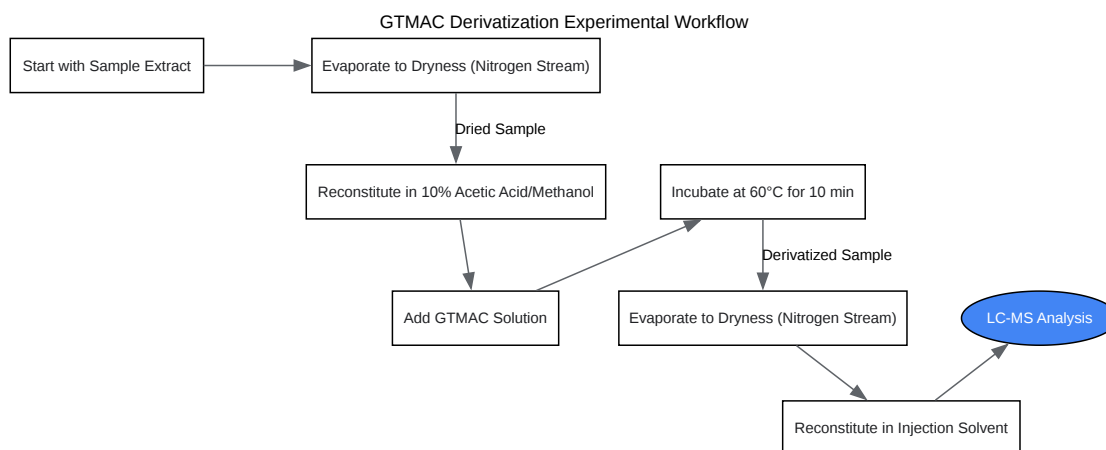 GTMAC Derivatization Experimental Workflow
Start with Sample Extract
Evaporate to Dryness (Nitrogen Stream)
Dried Sample
Reconstitute in 10% Acetic Acid/Methanol
Add GTMAC Solution
Incubate at 60°C for 10 min
Derivatized Sample
Evaporate to Dryness (Nitrogen Stream)
Reconstitute in Injection Solvent
LC-MS Analysis